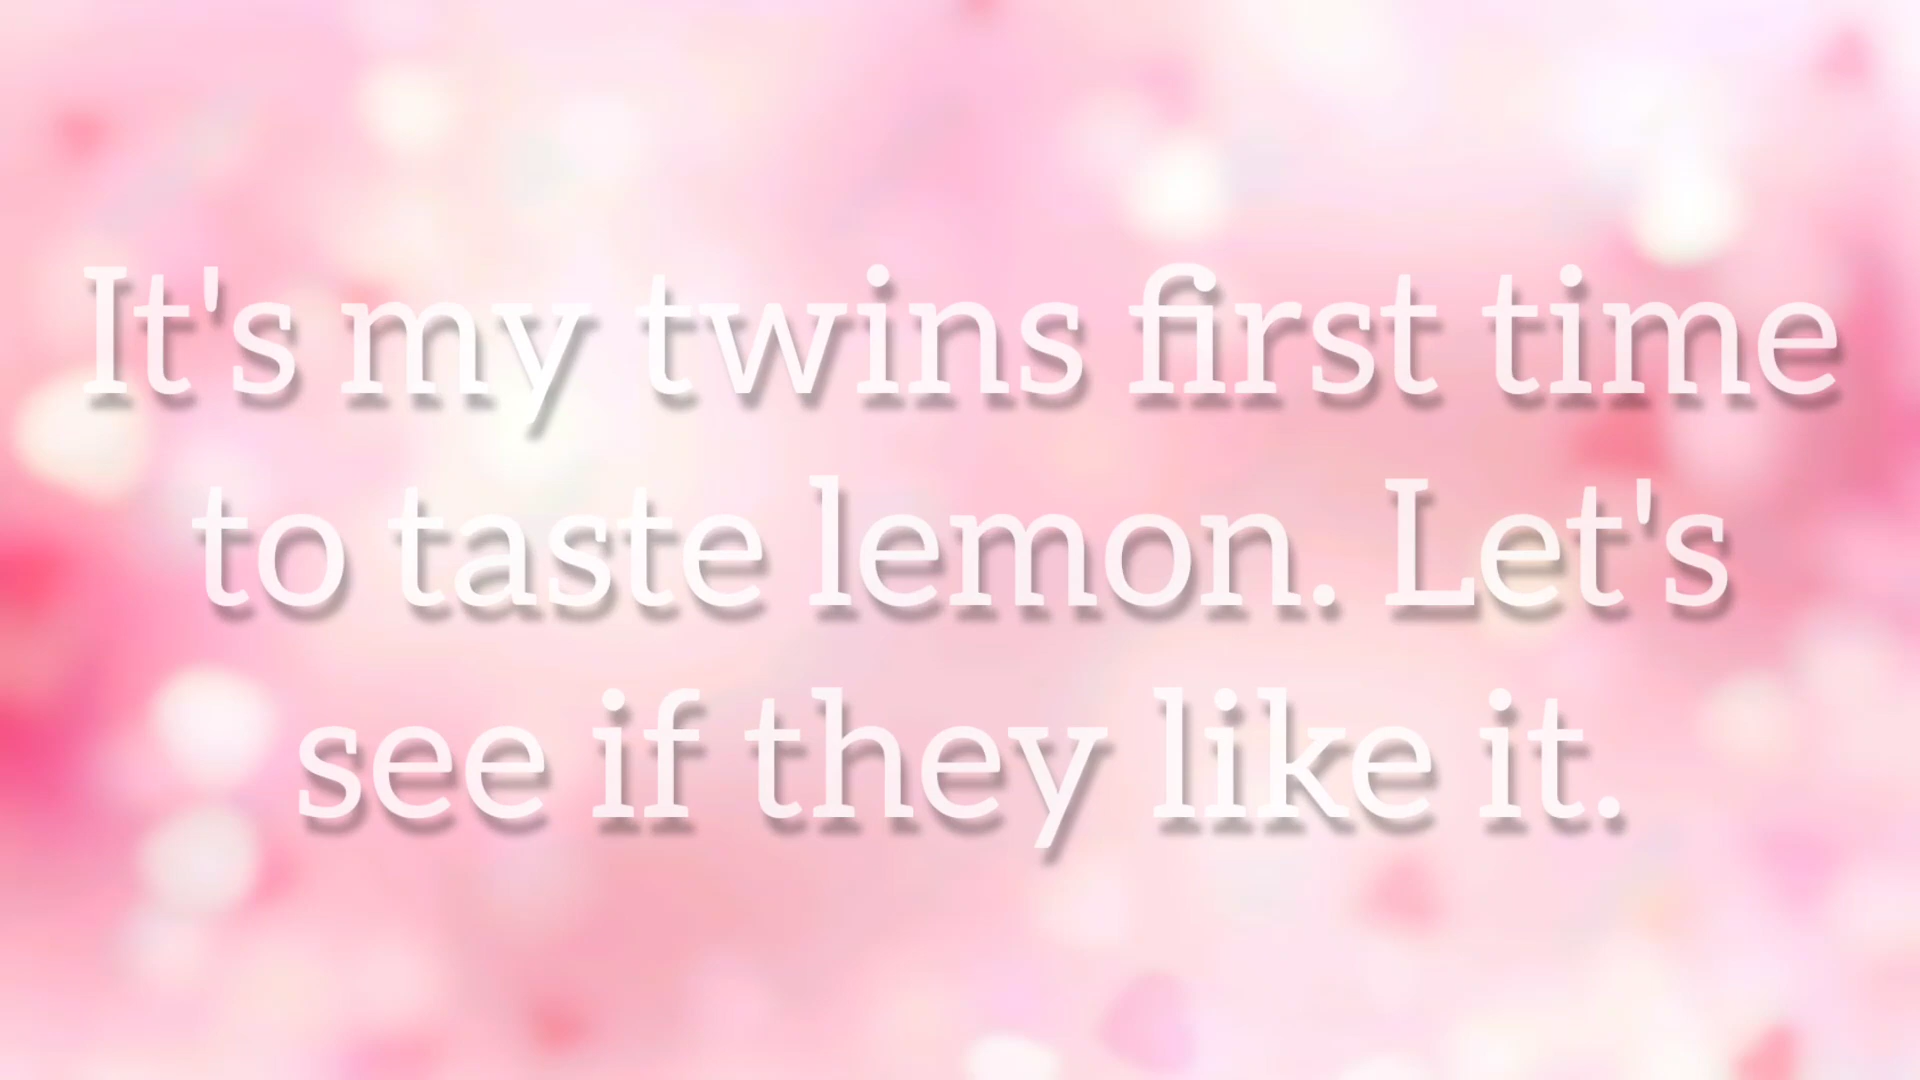 It's my twins first time
to taste lemon. Let's
see if they like it.